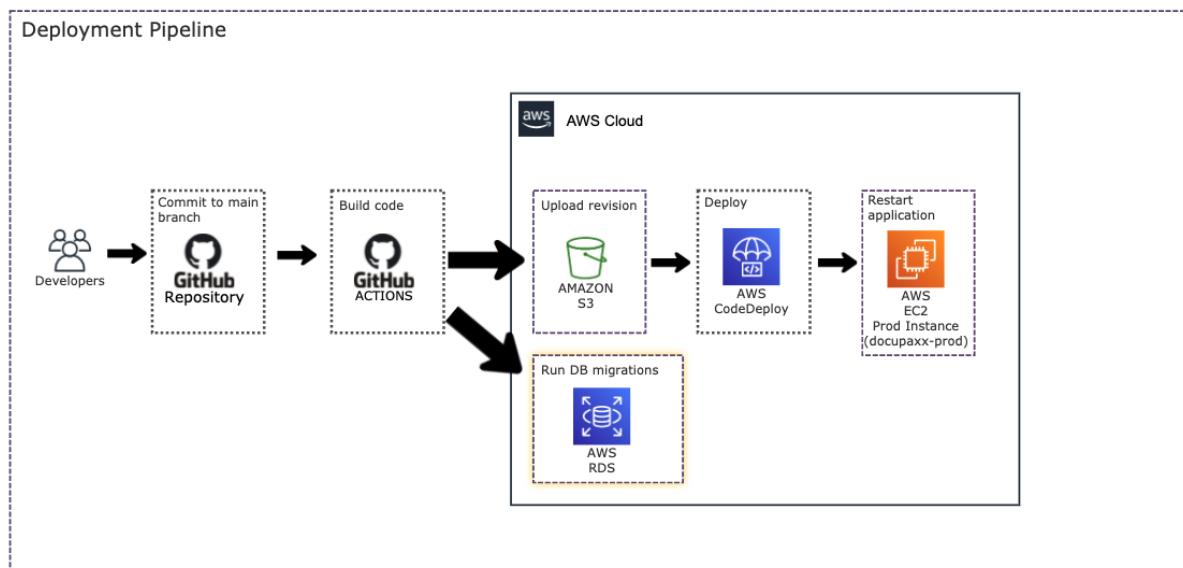 Deployment Pipeline
aws
AWS Cloud
Developers
Commit to main
branch
GitHub
Repository
Build code
GitHub
ACTIONS
Upload revision
AMAZON
S3
Deploy
AWS
CodeDeploy
Restart
application
AWS
EC2
Prod Instance
(docupaxx-prod)
Run DB migrations
AWS
RDS